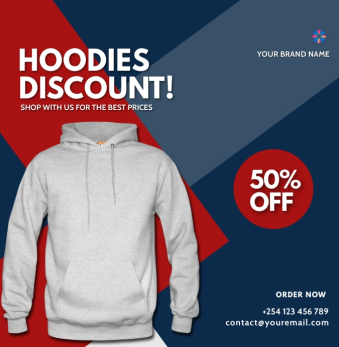 HOODIES
DISCOUNT!
SHOP WITH US FOR THE BEST PRICES
YOUR BRAND NAME
50%
OFF
ORDER NOW
+254 123 456 789
contact@youremail.com